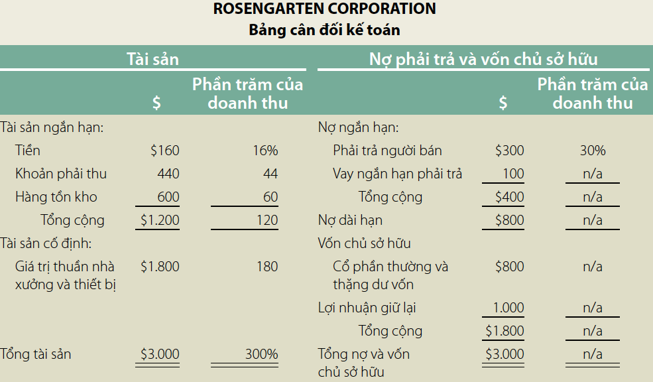 ROSENGARTEN CORPORATION
Bảng cân đối kế toán
Tài sản Nợ phải trả và vốn chủ sở hữu
$ Phần trăm của doanh thu $ Phần trăm của doanh thu
Tài sản ngắn hạn: Nợ ngắn hạn:
Tiền $160 16% Phải trả người bán $300 30%
Khoản phải thu 440 44 Vay ngắn hạn phải trả 100 n/a
Hàng tồn kho 600 60 Tổng cộng $400 n/a
Tổng cộng $1.200 120 Nợ dài hạn $800 n/a
Tài sản cố định: Vốn chủ sở hữu
Giá trị thuần nhà xưởng và thiết bị $1.800 180 Cổ phần thường và thặng dư vốn $800 n/a
Lợi nhuận giữ lại 1.000 n/a
Tổng cộng $1.800 n/a
Tổng tài sản $3.000 300% Tổng nợ và vốn chủ sở hữu $3.000 n/a